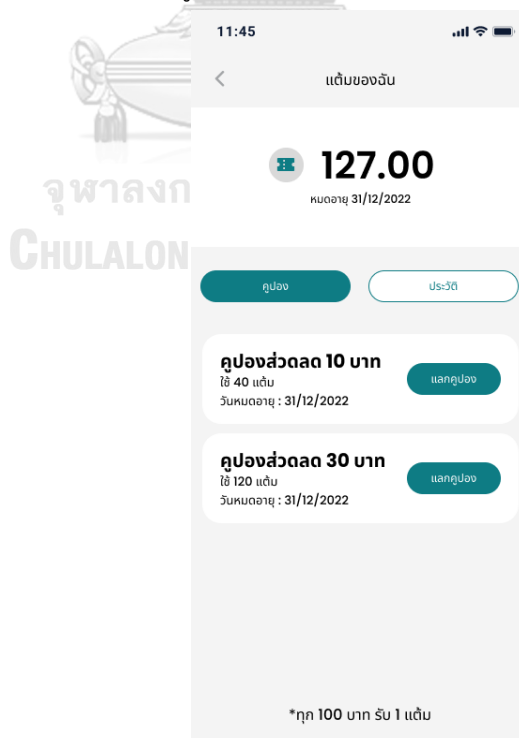 11:45
แต้มของฉัน
127.00
หมดอายุ 31/12/2022
จุฬาลงก
CHULALON
คูปอง
ประวัติ
คูปองส่วดลด 10 บาท
ใช้ 40 แต้ม
วันหมดอายุ : 31/12/2022
แลกคูปอง
คูปองส่วดลด 30 บาท
ใช้ 120 แต้ม
วันหมดอายุ : 31/12/2022
แลกคูปอง
*ทุก 100 บาท รับ 1 แต้ม